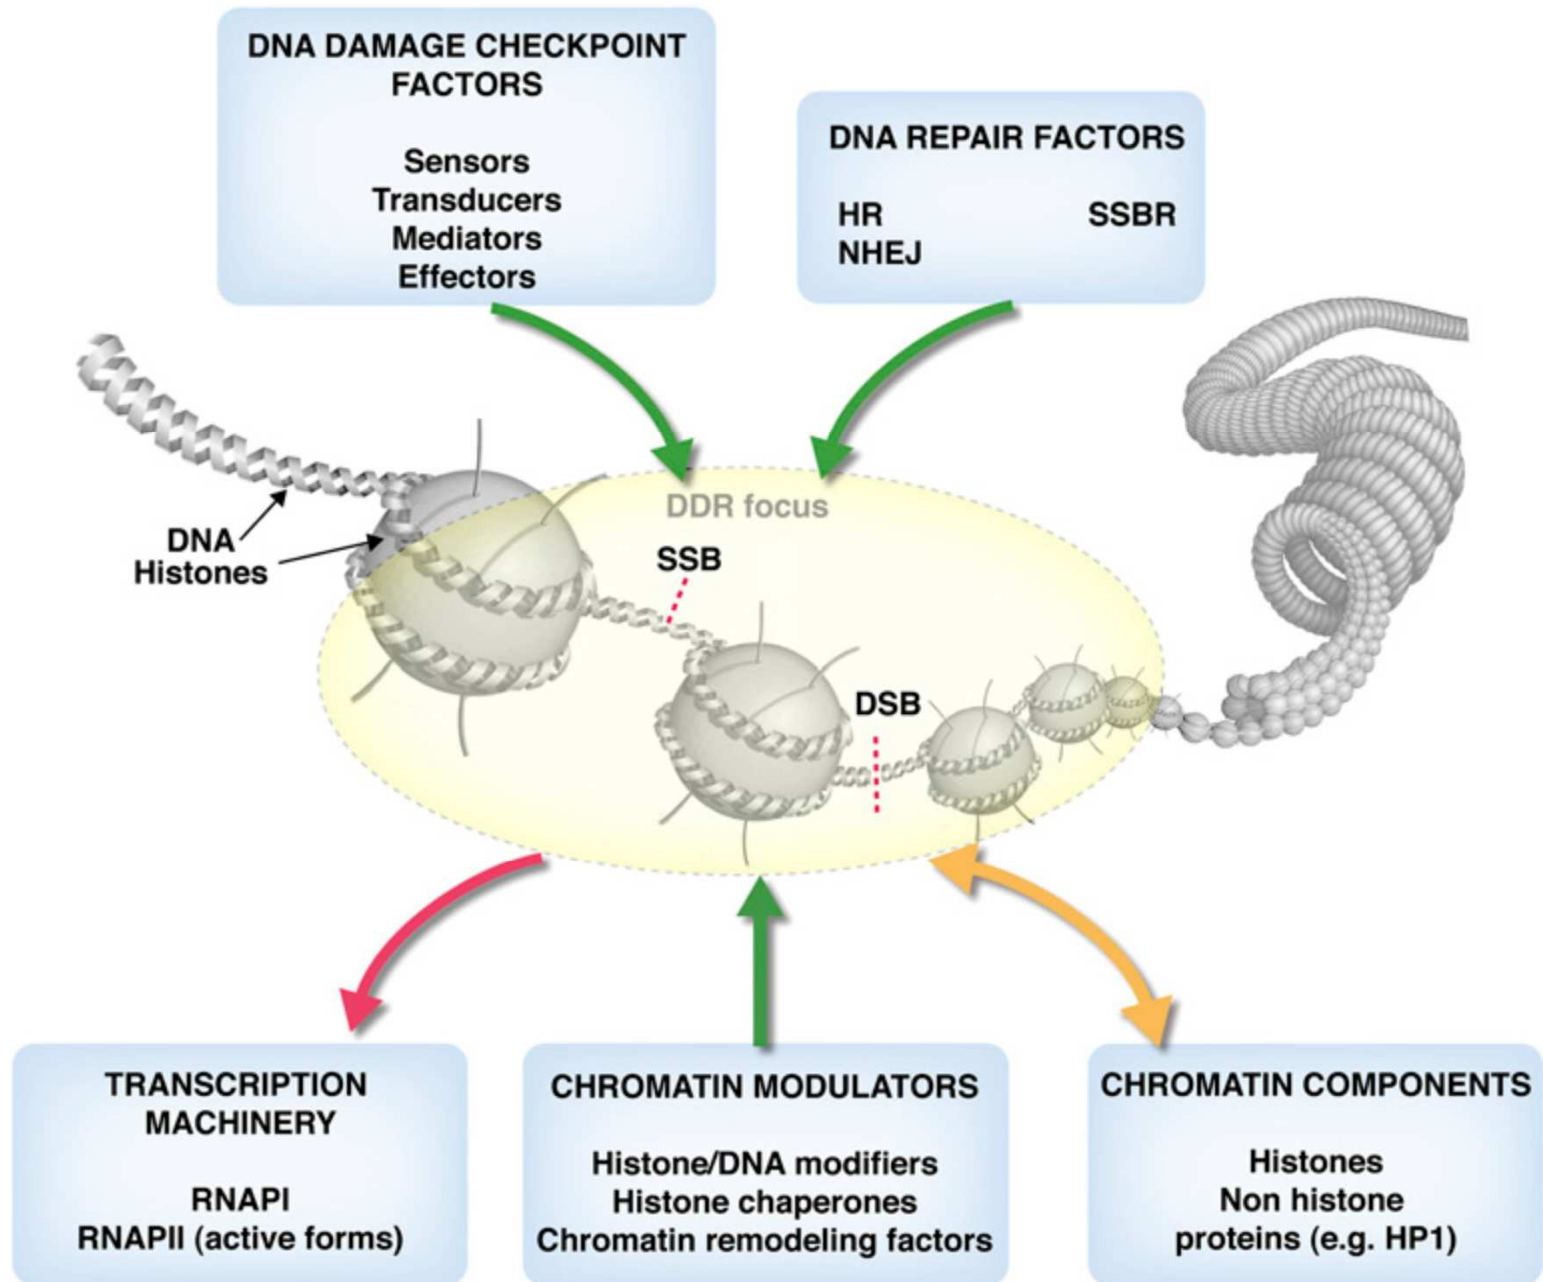 DNA DAMAGE CHECKPOINT
FACTORS
Sensors
Transducers
Mediators
Effectors
DNA REPAIR FACTORS
HR
SSBR
NHEJ
DDR focus
SSB
DNA
Histones
DSB
TRANSCRIPTION
MACHINERY
RNAPI
RNAPII (active forms)
CHROMATIN MODULATORS
Histone/DNA modifiers
Histone chaperones
Chromatin remodeling factors
CHROMATIN COMPONENTS
Histones
Non histone
proteins (e.g. HP1)